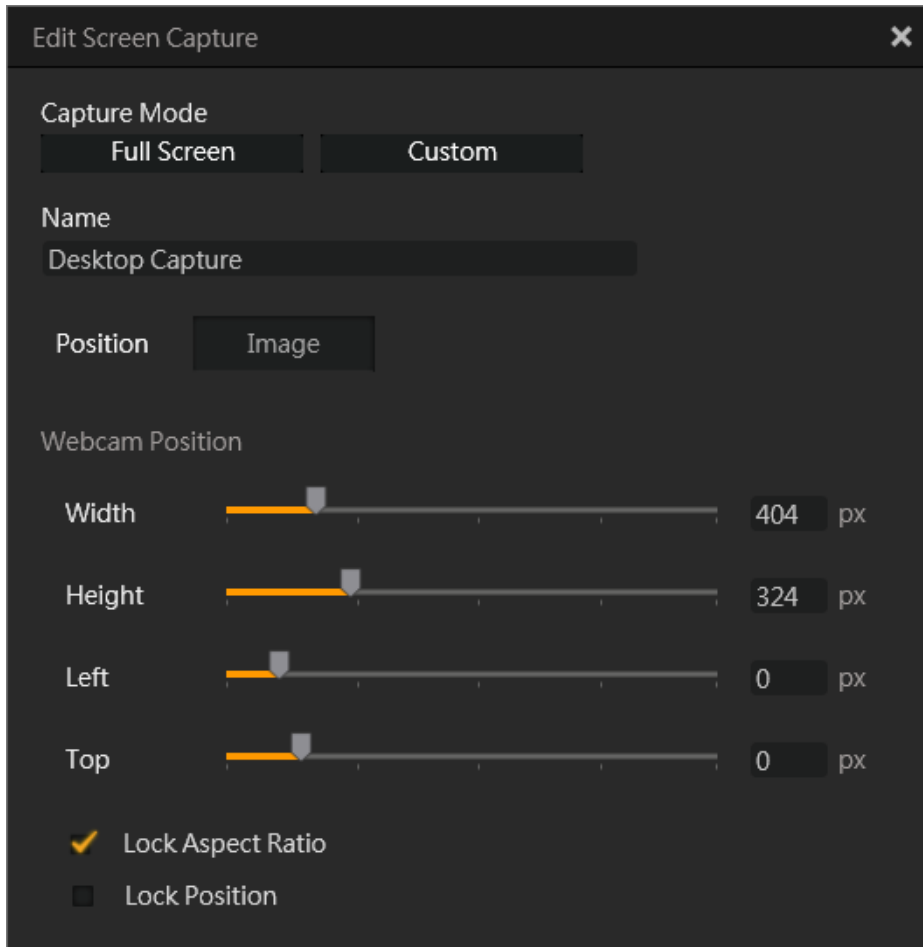 Edit Screen Capture
Capture Mode
Full Screen Custom
Name
Desktop Capture
Position Image
Webcam Position
Width 404 px
Height 324 px
Left 0 px
Top 0 px
Lock Aspect Ratio
Lock Position